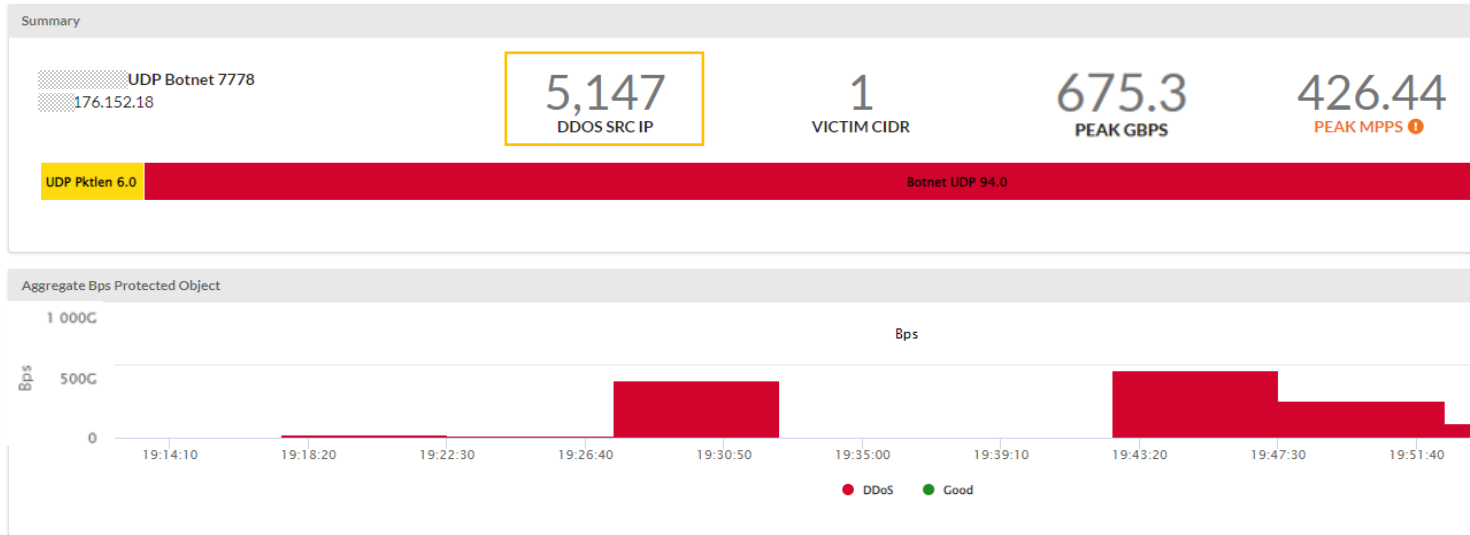 Summary
UDP Botnet 7778
176.152.18
5,147
DDOS SRC IP
1
VICTIM CIDR
675.3
PEAK GBPS
426.44
PEAK MPPS !
UDP Pktlen 6.0
Botnet UDP 94.0
Aggregate Bps Protected Object
Bps
1 000G
500G
0
Bps
19:14:10 19:18:20 19:22:30 19:26:40 19:30:50 19:35:00 19:39:10 19:43:20 19:47:30 19:51:40
DDoS Good